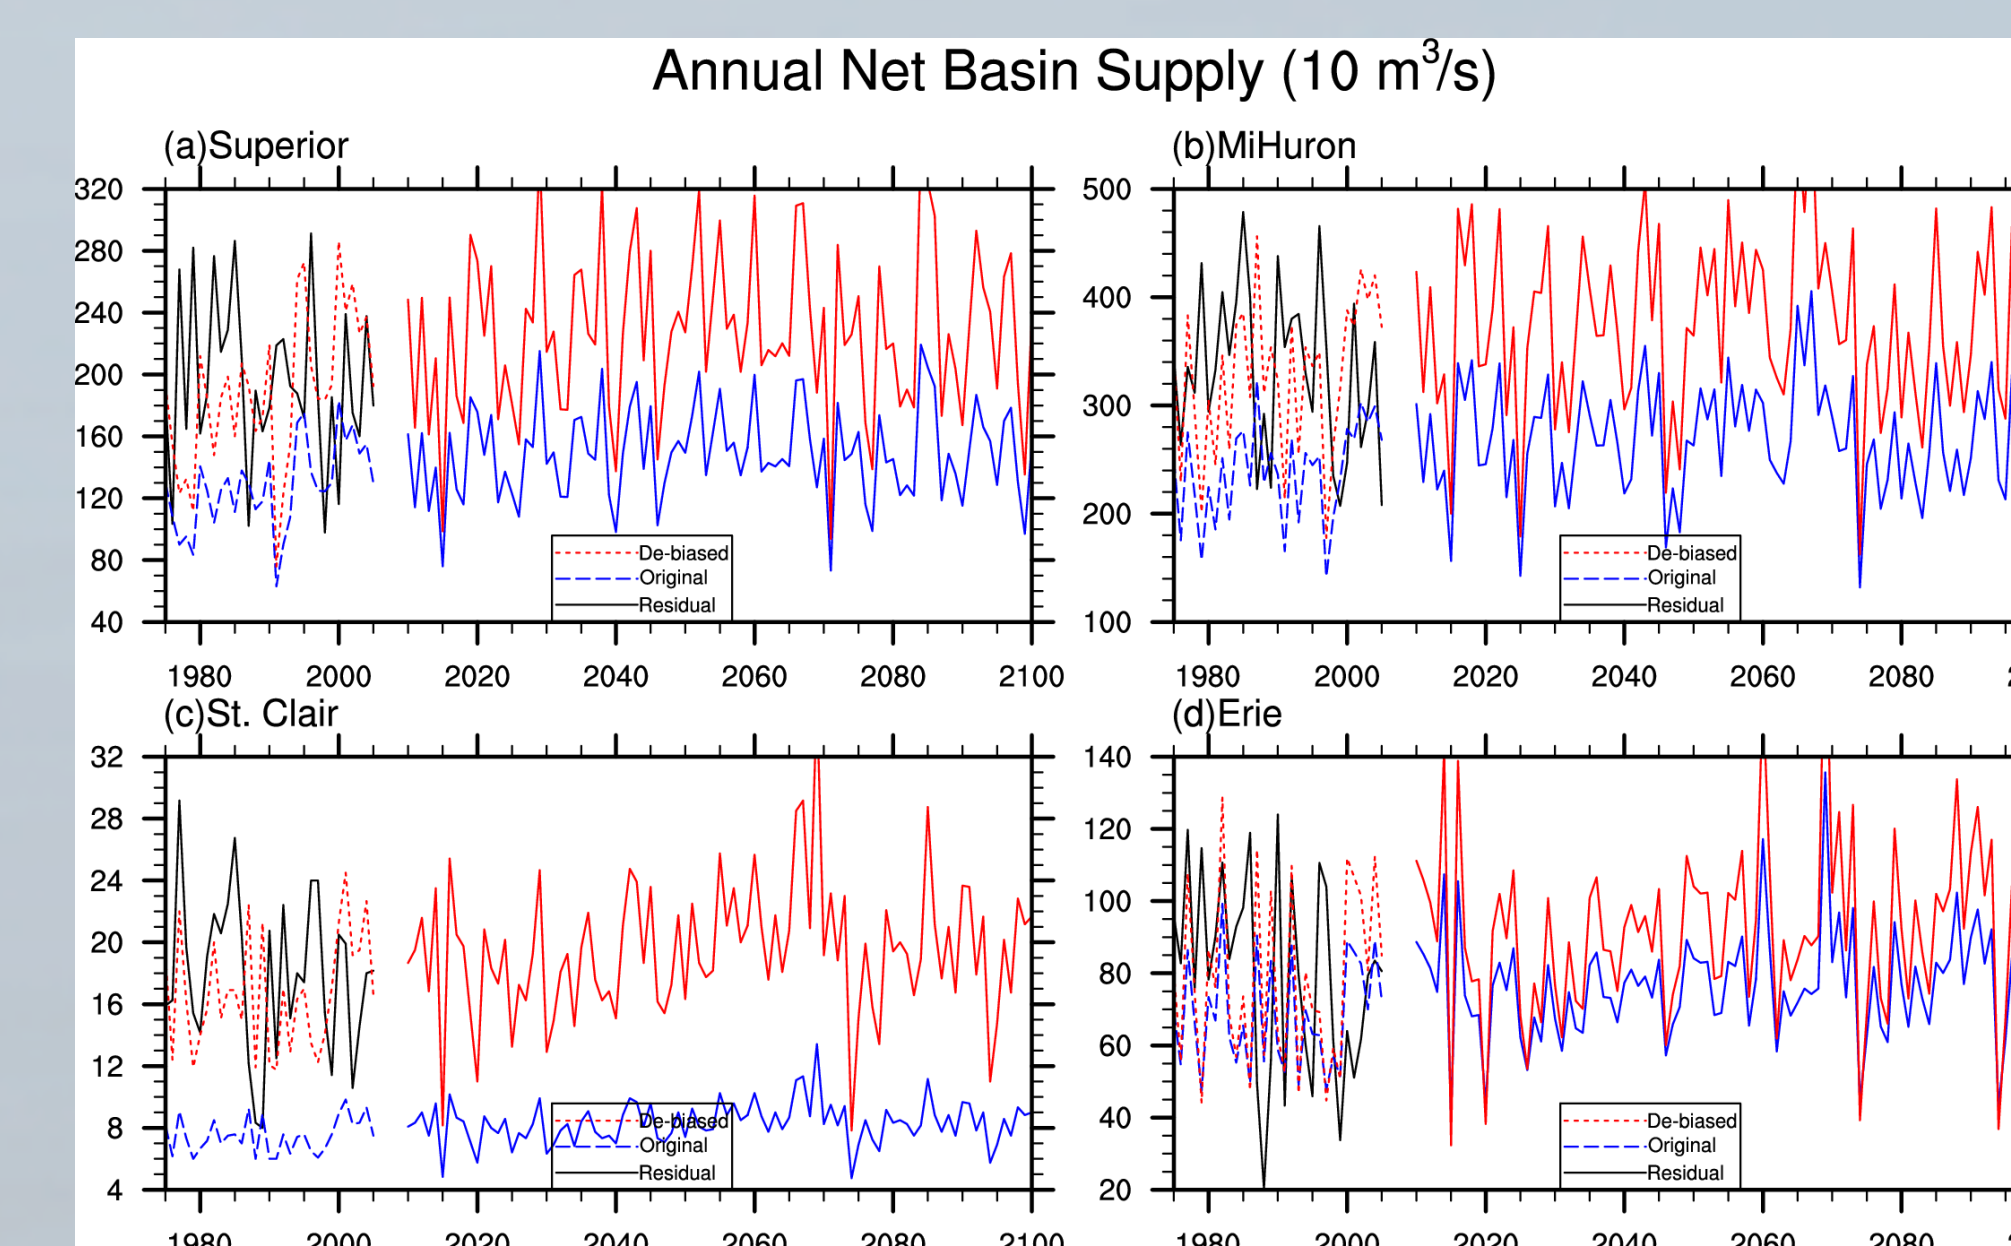 Annual Net Basin Supply (10 m³/s)
(a)Superior
320
280
240
200
160
120
80
40
1980 2000 2020 2040 2060 2080 2100
De-biased
Original
Residual
(b)MiHuron
500
400
300
200
100
1980 2000 2020 2040 2060 2080
De-biased
Original
Residual
(c)St. Clair
32
28
24
20
16
12
8
4
1980 2000 2020 2040 2060 2080 2100
De-biased
Original
Residual
(d)Erie
140
120
100
80
60
40
20
1980 2000 2020 2040 2060 2080
De-biased
Original
Residual